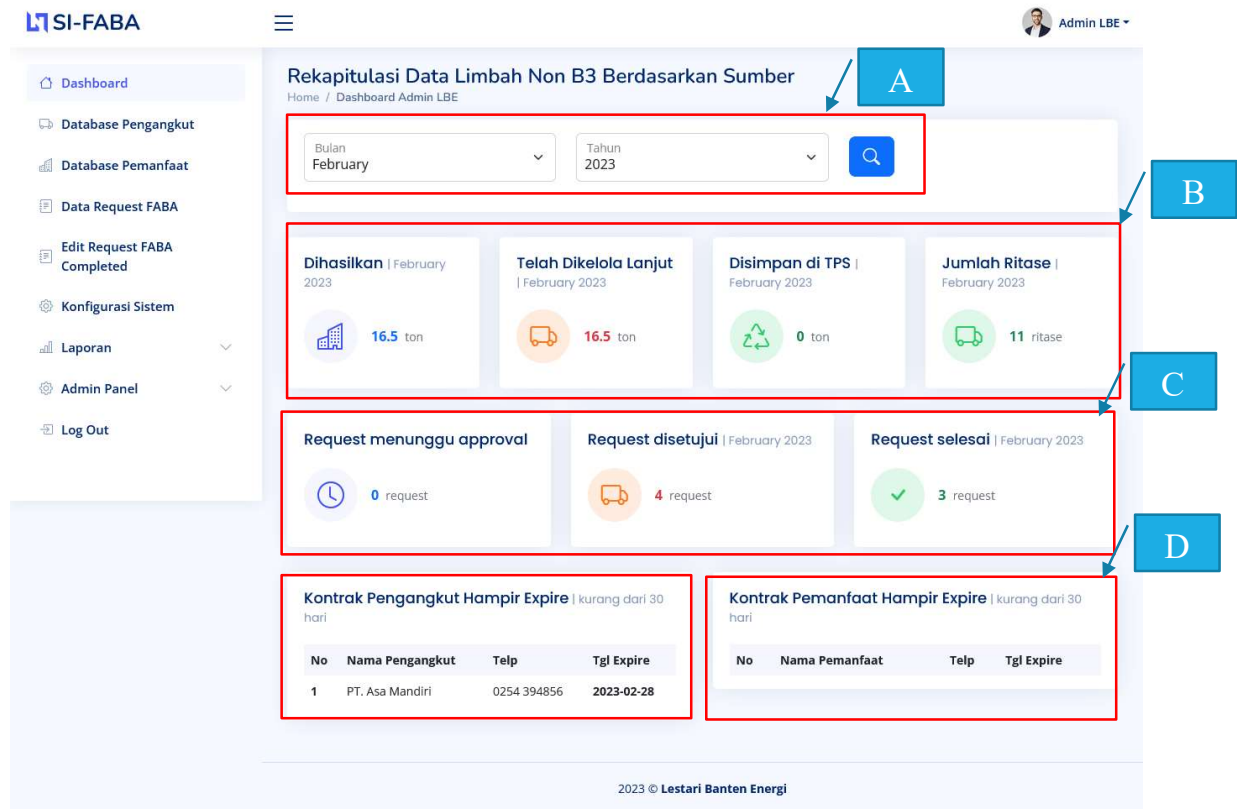 SI-FABA
Admin LBE
Dashboard
Database Pengangkut
Database Pemanfaat
Data Request FABA
Edit Request FABA
Completed
Konfigurasi Sistem
Laporan
Admin Panel
Log Out
Rekapitulasi Data Limbah Non B3 Berdasarkan Sumber
Home / Dashboard Admin LBE
A
Bulan
February
Tahun
2023
B
Dihasilkan | February
2023
16.5 ton
Telah Dikelola Lanjut
| February 2023
16.5 ton
Disimpan di TPS |
February 2023
0 ton
Jumlah Ritase |
February 2023
11 ritase
C
Request menunggu approval
0 request
Request disetujui | February 2023
4 request
Request selesai | February 2023
3 request
D
Kontrak Pengangkut Hampir Expire | kurang dari 30
hari
No Nama Pengangkut Telp Tgl Expire
1 PT. Asa Mandiri 0254 394856 2023-02-28
Kontrak Pemanfaat Hampir Expire | kurang dari 30
hari
No Nama Pemanfaat Telp Tgl Expire
2023 © Lestari Banten Energi